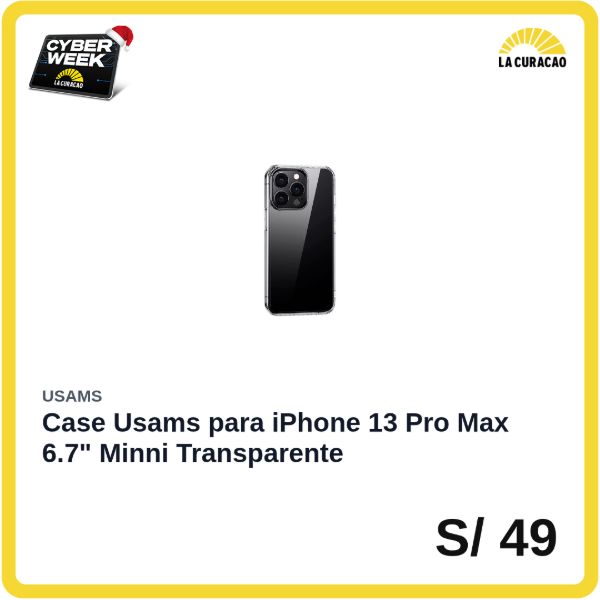 CYBER
WEEK
LA CURACAO
LA CURACAO
USAMS
Case Usams para iPhone 13 Pro Max
6.7" Minni Transparente
S/ 49